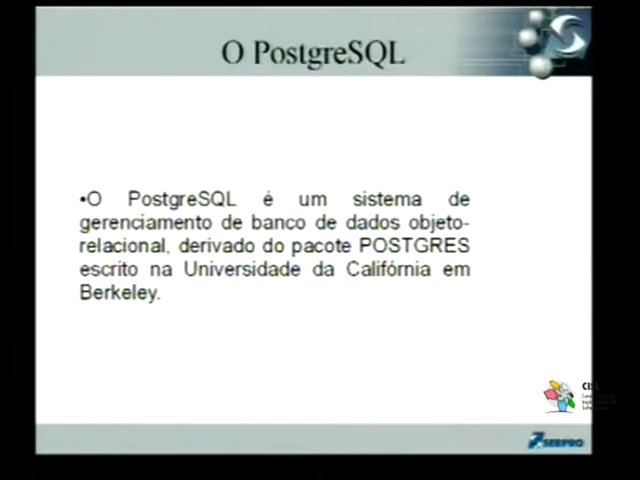 O PostgreSQL
•O PostgreSQL é um sistema de
gerenciamento de banco de dados objeto-
relacional, derivado do pacote POSTGRES
escrito na Universidade da Califórnia em
Berkeley.
SERPRO